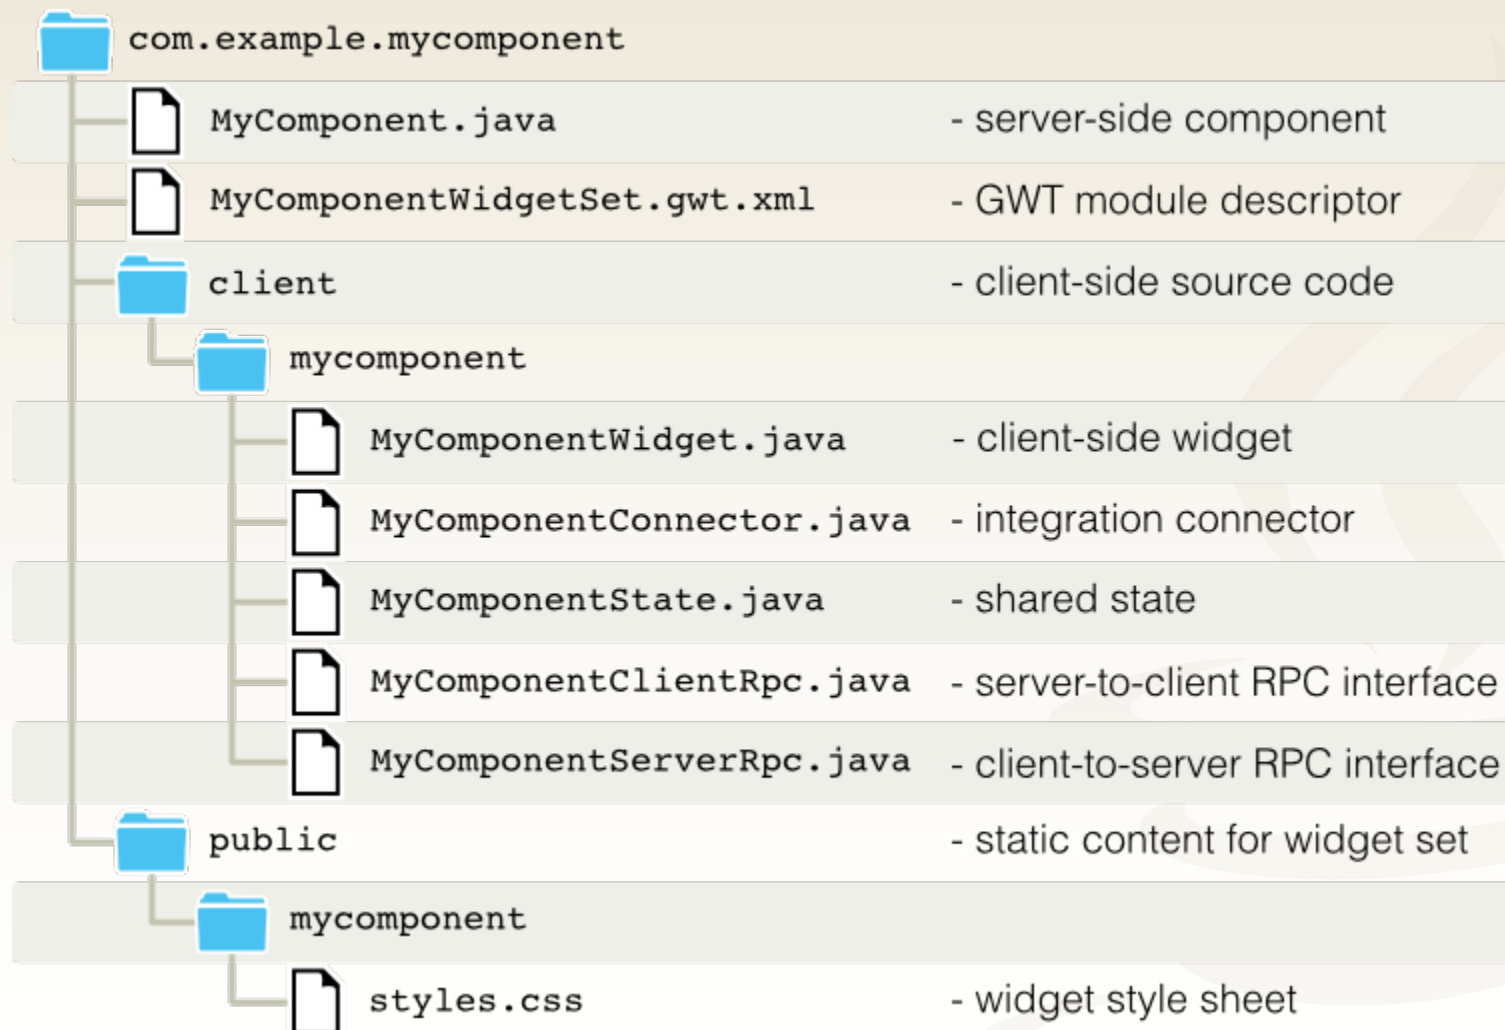 com.example.mycomponent
MyComponent.java - server-side component
MyComponentWidgetSet.gwt.xml - GWT module descriptor
client - client-side source code
mycomponent
MyComponentWidget.java - client-side widget
MyComponentConnector.java - integration connector
MyComponentState.java - shared state
MyComponentClientRpc.java - server-to-client RPC interface
MyComponentServerRpc.java - client-to-server RPC interface
public - static content for widget set
mycomponent
styles.css - widget style sheet